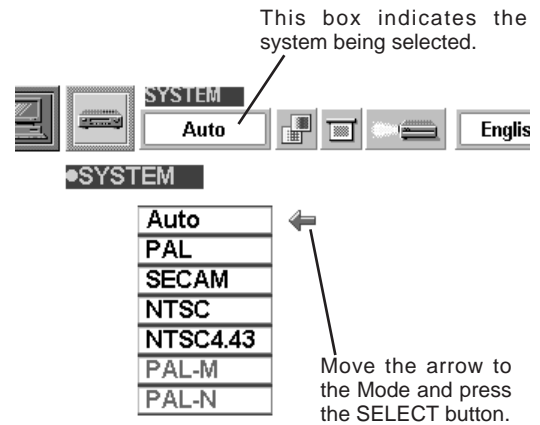 This box indicates the
system being selected.
SYSTEM
Auto
Englis
●SYSTEM
Auto
PAL
SECAM
NTSC
NTSC4.43
PAL-M
PAL-N
Move the arrow to
the Mode and press
the SELECT button.